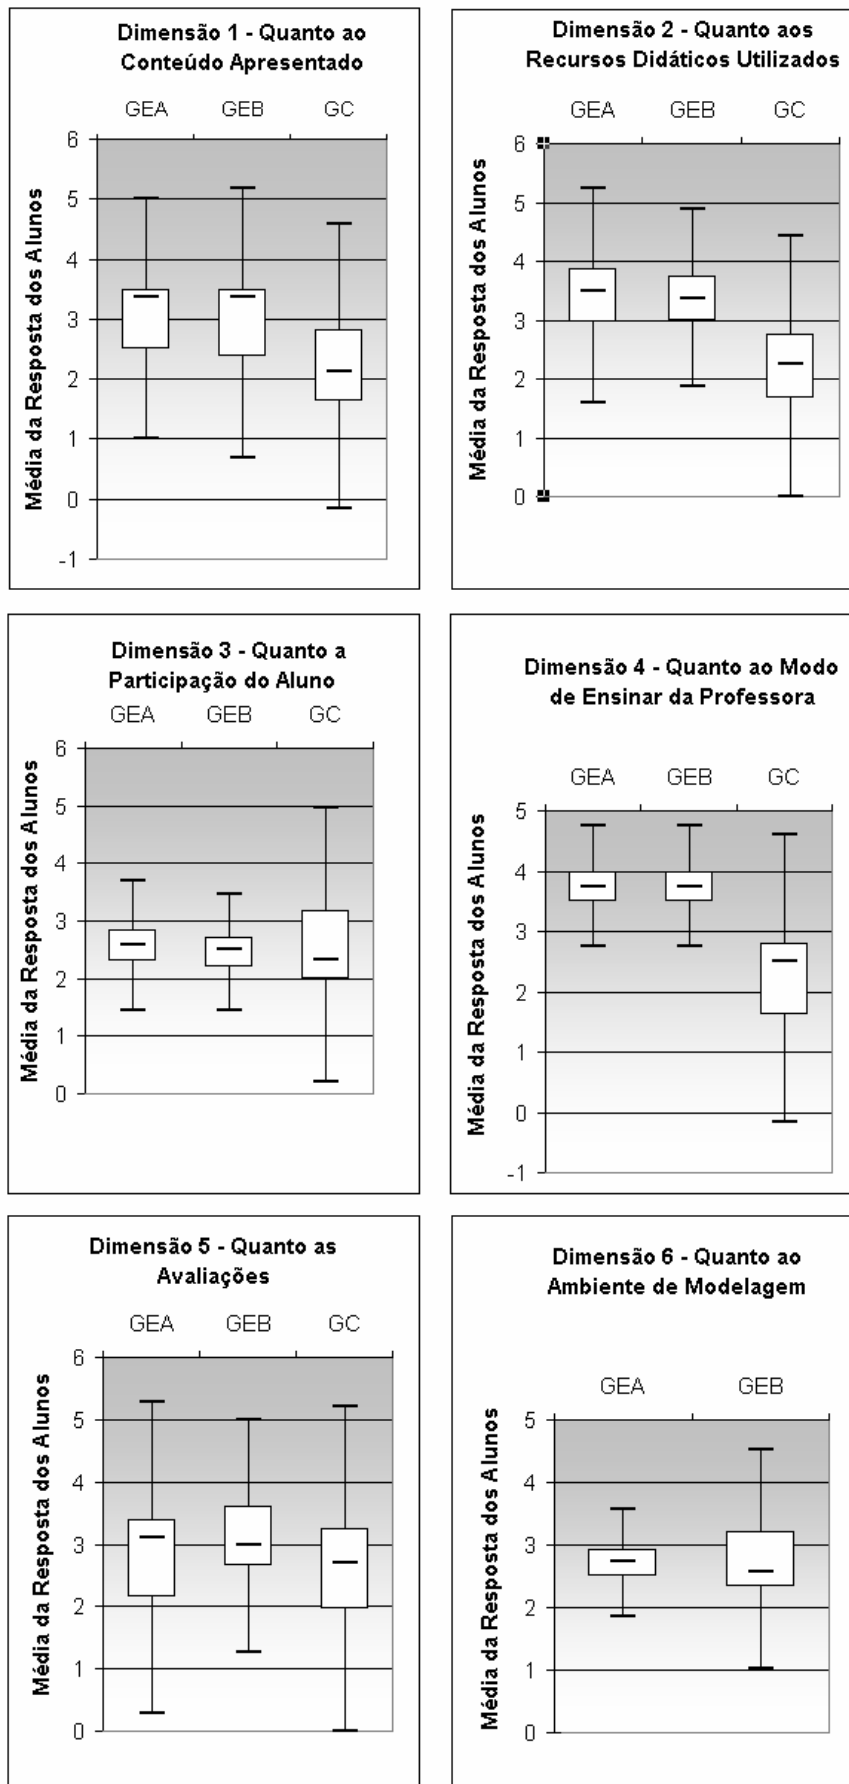 Dimensão 1 - Quanto ao
Conteúdo Apresentado
GEA GEB GC
Média da Resposta dos Alunos
6
5
4
3
2
1
0
-1
Dimensão 2 - Quanto aos
Recursos Didáticos Utilizados
GEA GEB GC
Média da Resposta dos Alunos
6
5
4
3
2
1
0
Dimensão 3 - Quanto a
Participação do Aluno
GEA GEB GC
Média da Resposta dos Alunos
6
5
4
3
2
1
0
Dimensão 4 - Quanto ao Modo
de Ensinar da Professora
GEA GEB GC
Média da Resposta dos Alunos
5
4
3
2
1
0
-1
Dimensão 5 - Quanto as
Avaliações
GEA GEB GC
Média da Resposta dos Alunos
6
5
4
3
2
1
0
Dimensão 6 - Quanto ao
Ambiente de Modelagem
GEA GEB
Média da Resposta dos Alunos
5
4
3
2
1
0